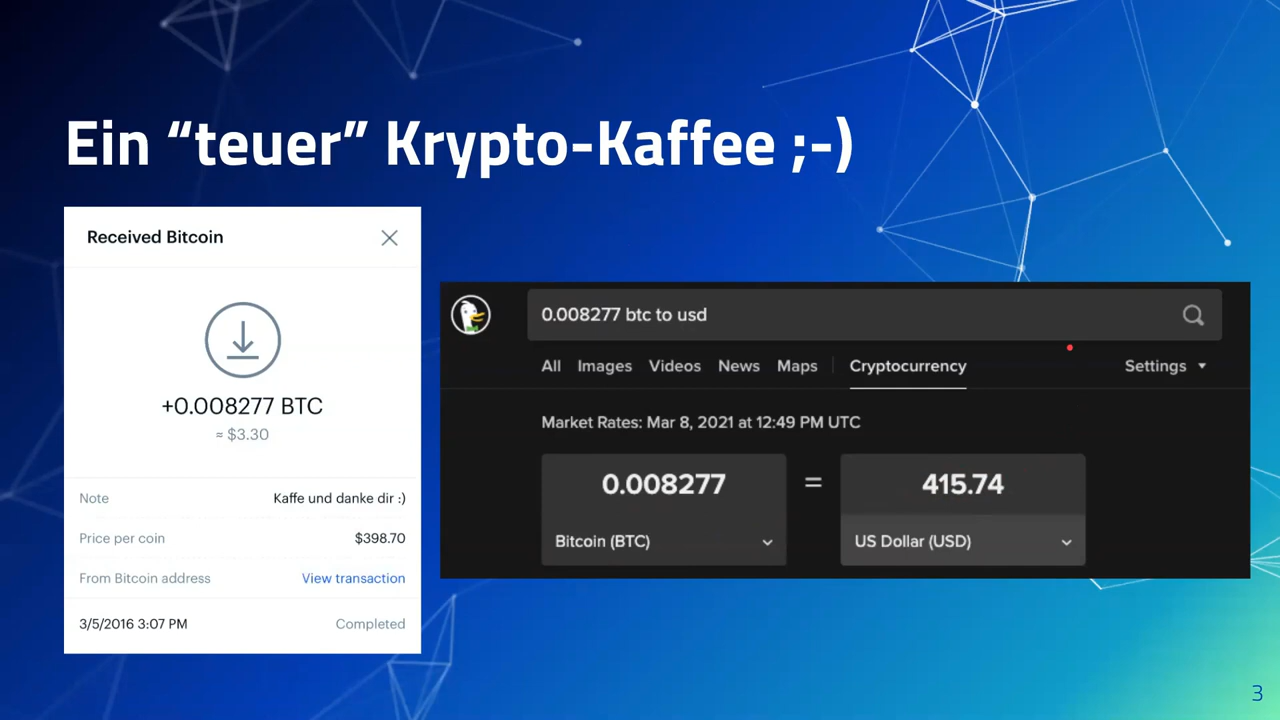 Ein “teuer” Krypto-Kaffee ;-)
Received Bitcoin
+0.008277 BTC
≈ $3.30
Note Kaffe und danke dir :)
Price per coin $398.70
From Bitcoin address View transaction
3/5/2016 3:07 PM Completed
0.008277 btc to usd
All Images Videos News Maps Cryptocurrency Settings
Market Rates: Mar 8, 2021 at 12:49 PM UTC
0.008277 = 415.74
Bitcoin (BTC) US Dollar (USD)
3